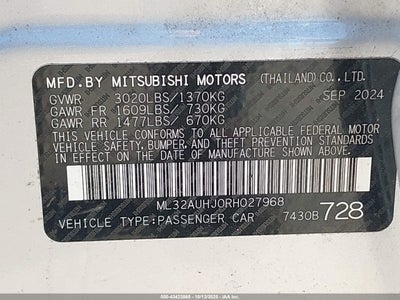 MFD.BY MITSUBISHI MOTORS (THAILAND)CO.,LTD.
GVWR 3020LBS/1370KG SEP 2024
GAWR FR 1609LBS/ 730KG
GAWR RR 1477LBS/ 670KG
THIS VEHICLE CONFORMS TO ALL APPLICABLE FEDERAL MOTOR
VEHICLE SAFETY, BUMPER, AND THEFT PREVENTION STANDARDS
IN EFFECT ON THE DATE OF MANUFACTURE SHOWN ABOVE.
ML32AUHJ0RH027968
VEHICLE TYPE:PASSENGER CAR 7430B 728